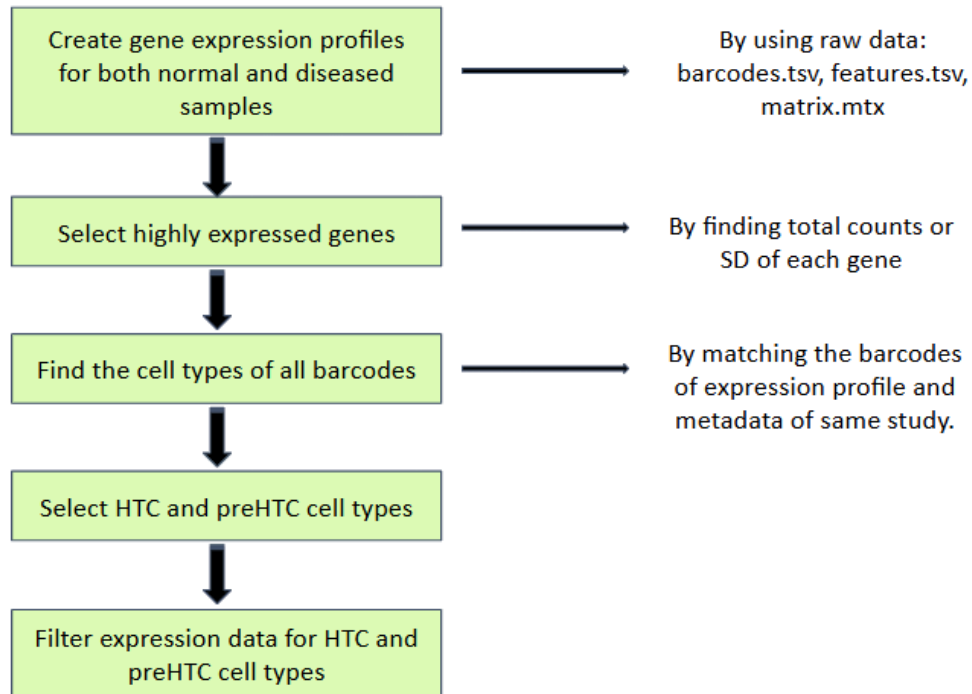 Create gene expression profiles
for both normal and diseased
samples
By using raw data:
barcodes.tsv, features.tsv,
matrix.mtx
Select highly expressed genes
By finding total counts or
SD of each gene
Find the cell types of all barcodes
By matching the barcodes
of expression profile and
metadata of same study.
Select HTC and preHTC cell types
Filter expression data for HTC and
preHTC cell types